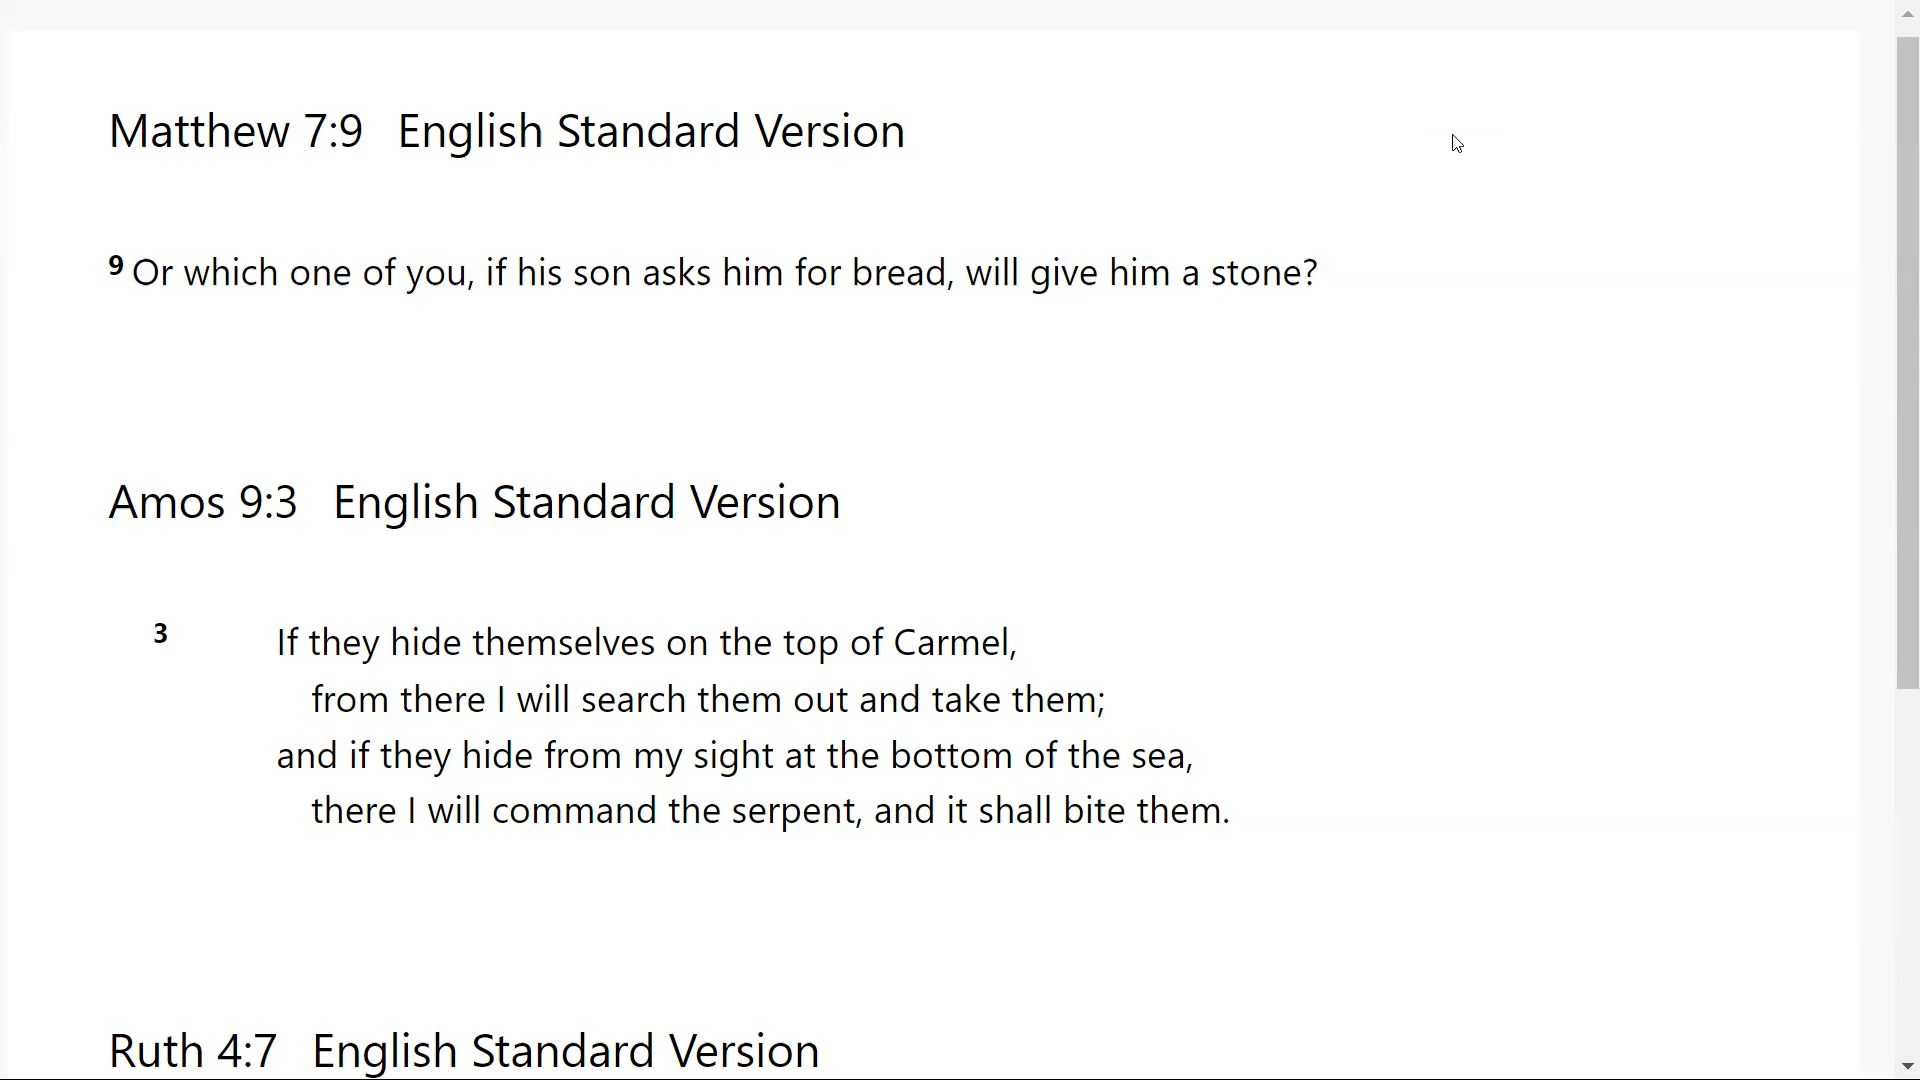 Matthew 7:9 English Standard Version
9 Or which one of you, if his son asks him for bread, will give him a stone?
Amos 9:3 English Standard Version
3 If they hide themselves on the top of Carmel,
from there I will search them out and take them;
and if they hide from my sight at the bottom of the sea,
there I will command the serpent, and it shall bite them.
Ruth 4:7 English Standard Version